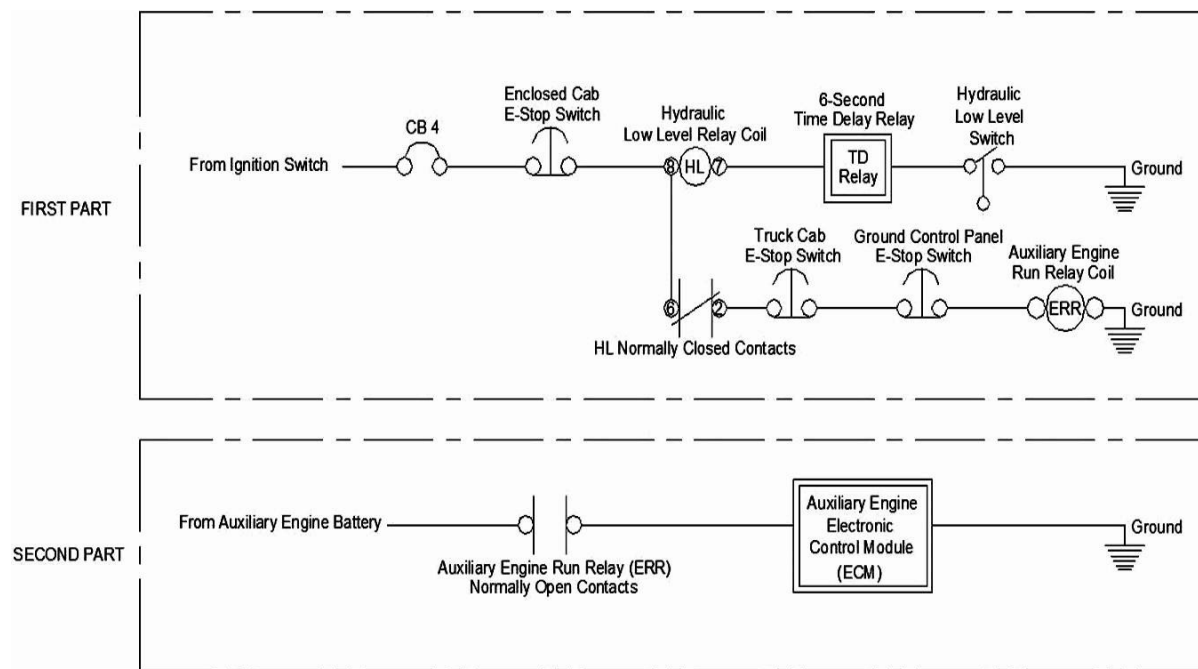 FIRST PART
From Ignition Switch
CB 4
Enclosed Cab
E-Stop Switch
Hydraulic
Low Level Relay Coil
8
HL
7
6-Second
Time Delay Relay
TD
Relay
Hydraulic
Low Level
Switch
Ground
6
2
HL Normally Closed Contacts
Truck Cab
E-Stop Switch
Ground Control Panel
E-Stop Switch
Auxiliary Engine
Run Relay Coil
ERR
Ground
SECOND PART
From Auxiliary Engine Battery
Auxiliary Engine Run Relay (ERR)
Normally Open Contacts
Auxiliary Engine
Electronic
Control Module
(ECM)
Ground